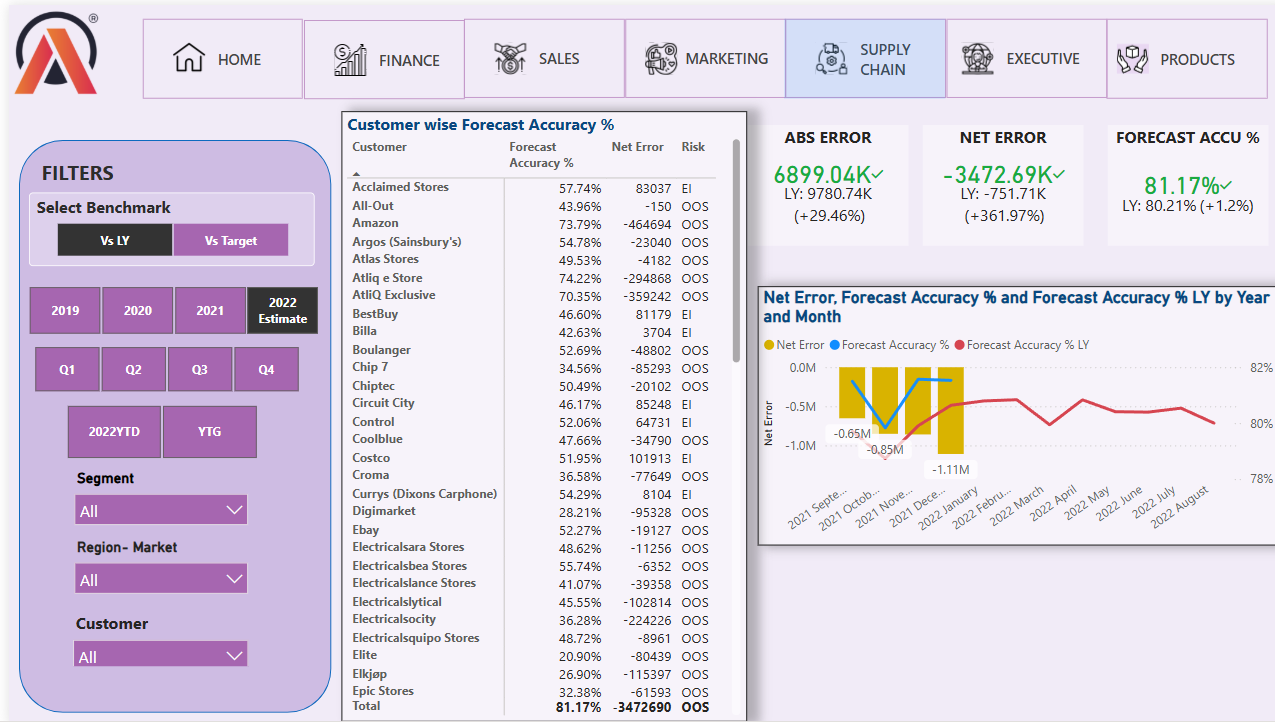 ®
HOME
FINANCE
SALES
MARKETING
SUPPLY
CHAIN
EXECUTIVE
PRODUCTS
FILTERS
Select Benchmark
Vs LY
Vs Target
2019
2020
2021
2022
Estimate
Q1
Q2
Q3
Q4
2022YTD
YTG
Segment
All
Region- Market
All
Customer
All
Customer wise Forecast Accuracy %
Customer Forecast Accuracy % Net Error Risk
Acclaimed Stores 57.74% 83037 EI
All-Out 43.96% -150 OOS
Amazon 73.79% -464694 OOS
Argos (Sainsbury's) 54.78% -23040 OOS
Atlas Stores 49.53% -4182 OOS
Atliq e Store 74.22% -294868 OOS
AtliQ Exclusive 70.35% -359242 OOS
BestBuy 46.60% 81179 EI
Billa 42.63% 3704 EI
Boulanger 52.69% -48802 OOS
Chip 7 34.56% -85293 OOS
Chiptec 50.49% -20102 OOS
Circuit City 46.17% 85248 EI
Control 52.06% 64731 EI
Coolblue 47.66% -34790 OOS
Costco 51.95% 101913 EI
Croma 36.58% -77649 OOS
Currys (Dixons Carphone) 54.29% 8104 EI
Digimarket 28.21% -95328 OOS
Ebay 52.27% -19127 OOS
Electricalsara Stores 48.62% -11256 OOS
Electricalsbea Stores 55.74% -6352 OOS
Electricalslance Stores 41.07% -39358 OOS
Electricalslytical 45.55% -102814 OOS
Electricalsocity 36.28% -224226 OOS
Electricalsquipo Stores 48.72% -8961 OOS
Elite 20.90% -80439 OOS
Elkjøp 26.90% -115397 OOS
Epic Stores 32.38% -61593 OOS
Total 81.17% -3472690 OOS
ABS ERROR
6899.04K✓
LY: 9780.74K
(+29.46%)
NET ERROR
-3472.69K✓
LY: -751.71K
(+361.97%)
FORECAST ACCU %
81.17%✓
LY: 80.21% (+1.2%)
Net Error, Forecast Accuracy % and Forecast Accuracy % LY by Year
and Month
Net Error Forecast Accuracy % Forecast Accuracy % LY
0.0M
-0.5M
-1.0M
Net Error
82%
80%
78%
-0.65M
-0.85M
-1.11M
2021 Septe...
2021 Octob...
2021 Nove...
2021 Dece...
2022 January
2022 Febru...
2022 March
2022 April
2022 May
2022 June
2022 July
2022 August